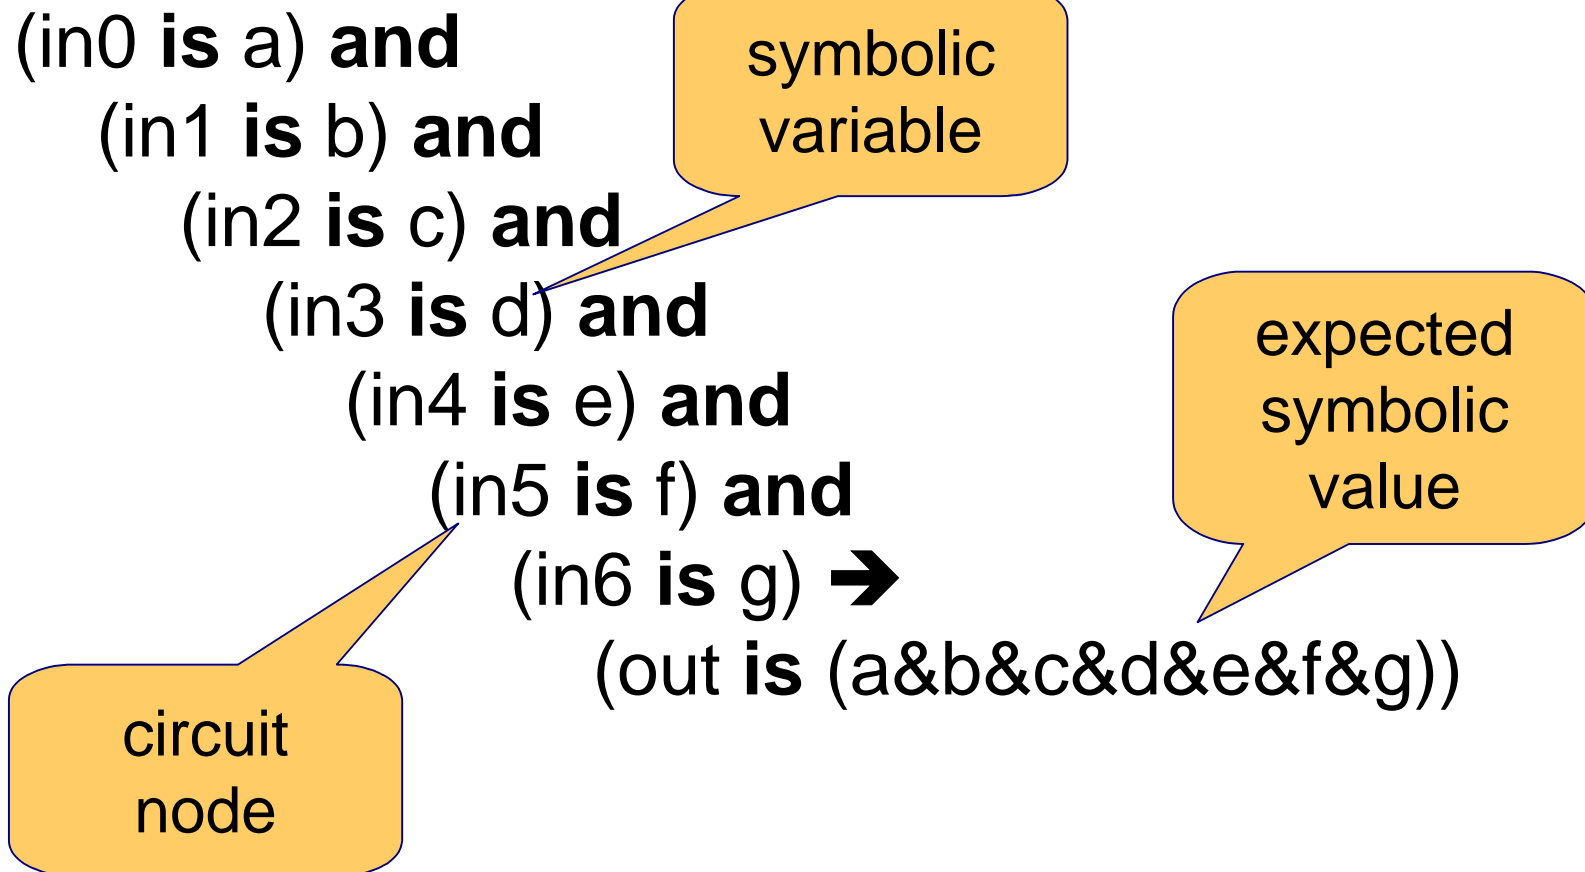 (in0 is a) and
(in1 is b) and
(in2 is c) and
(in3 is d) and
(in4 is e) and
(in5 is f) and
(in6 is g) ➔
(out is (a&b&c&d&e&f&g))
symbolic
variable
expected
symbolic
value
circuit
node